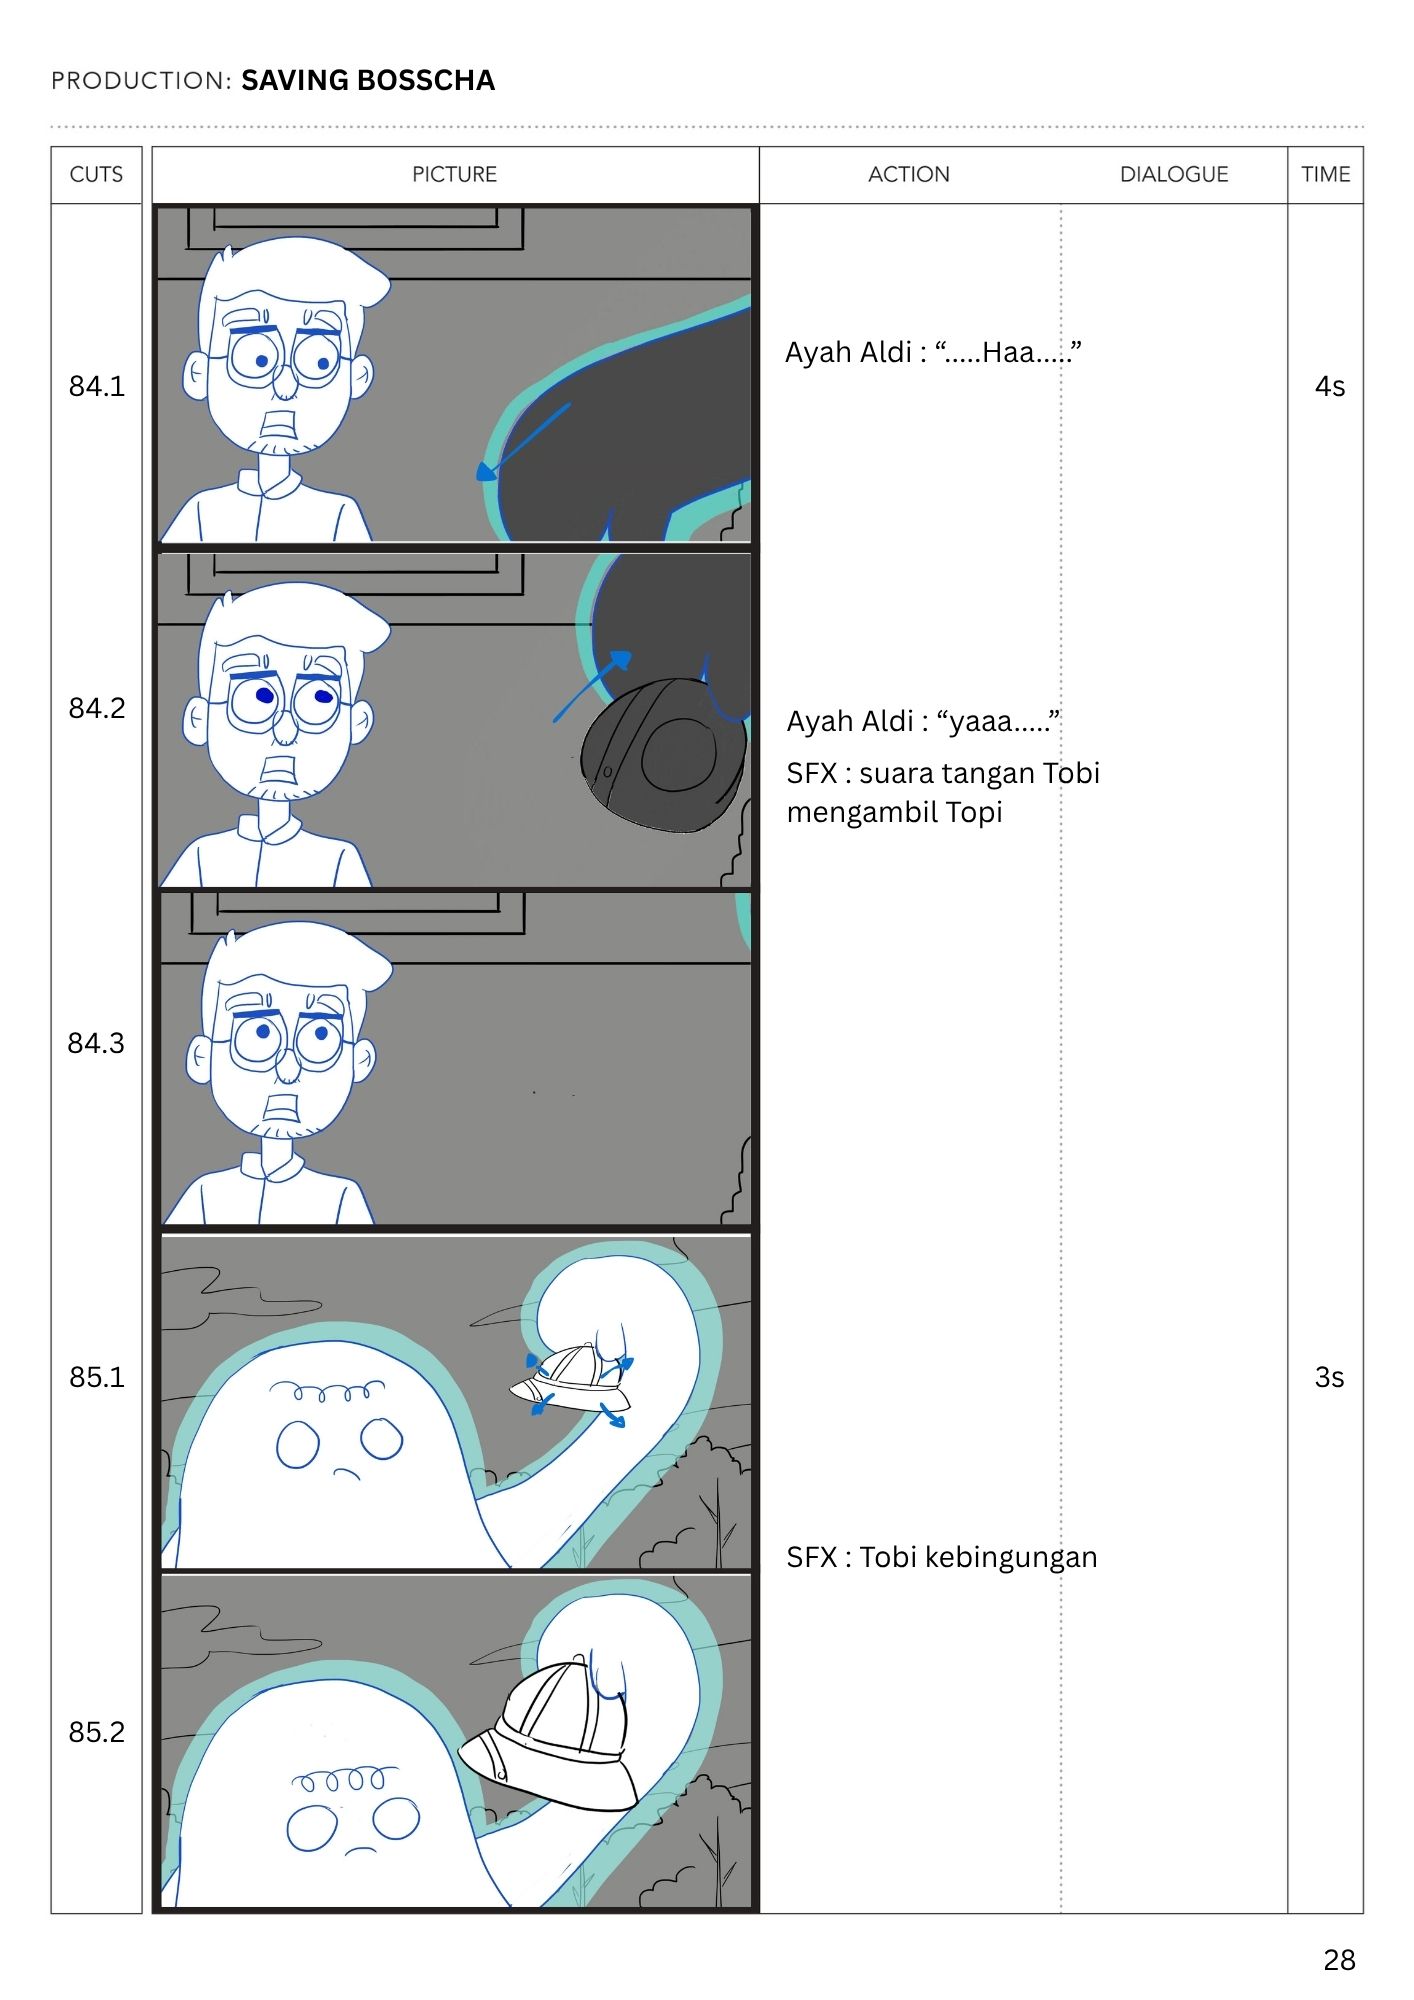 PRODUCTION: SAVING BOSSCHA
CUTS PICTURE ACTION DIALOGUE TIME
84.1
Ayah Aldi : “.....Haa.....”
4s
84.2
Ayah Aldi : “yaaa.....”
SFX : suara tangan Tobi
mengambil Topi
84.3
85.1
3s
SFX : Tobi kebingungan
85.2
28